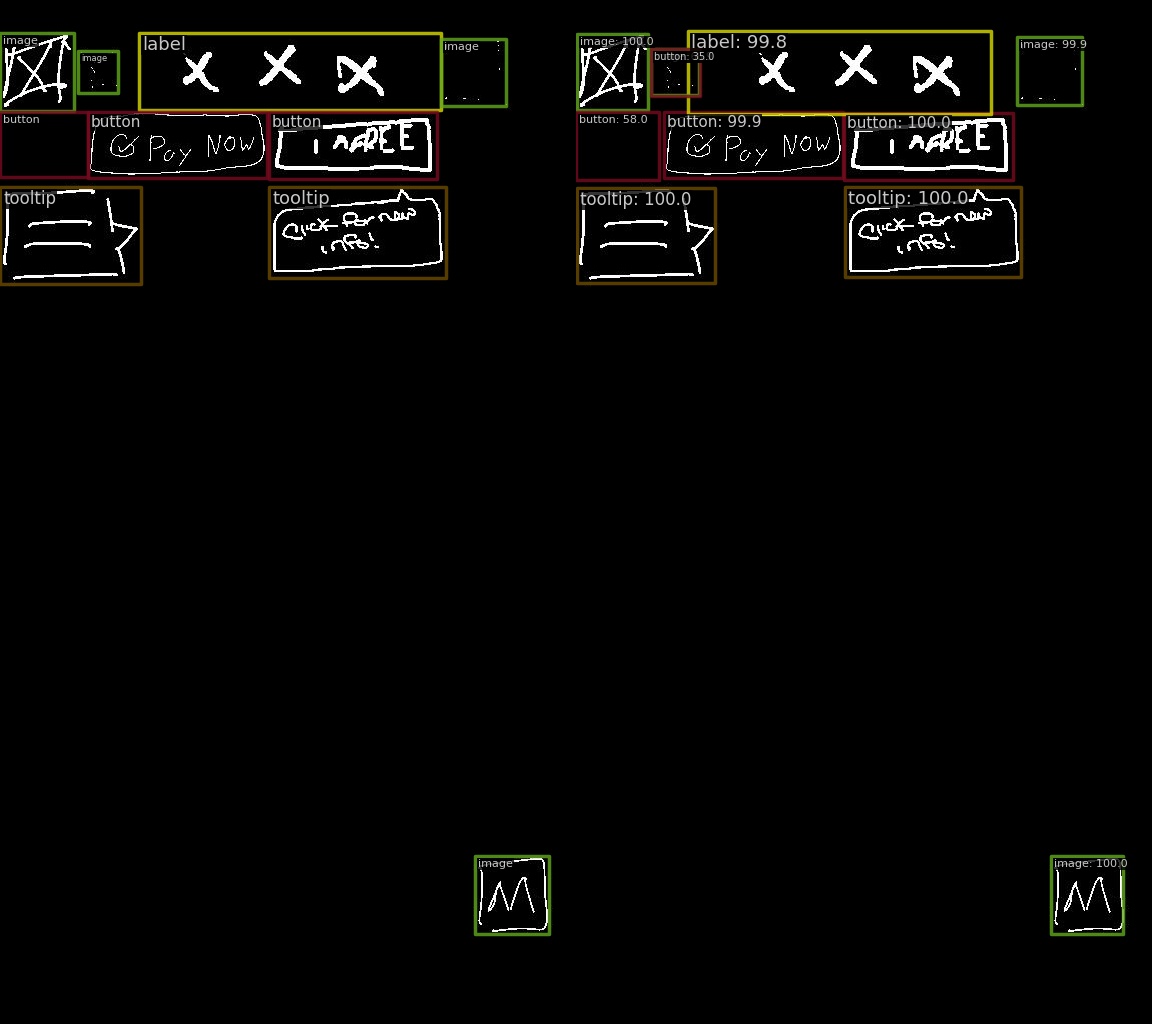 image image label image image: 100.0 button: 35.0 label: 99.8 image: 99.9
x x x x x x
button button button button: 58.0 button: 99.9 button: 100.0
Pay Now I AGREE Pay Now I AGREE
tooltip tooltip tooltip: 100.0 tooltip: 100.0
Click for new Click for new
info! info!
image image: 100.0
M M